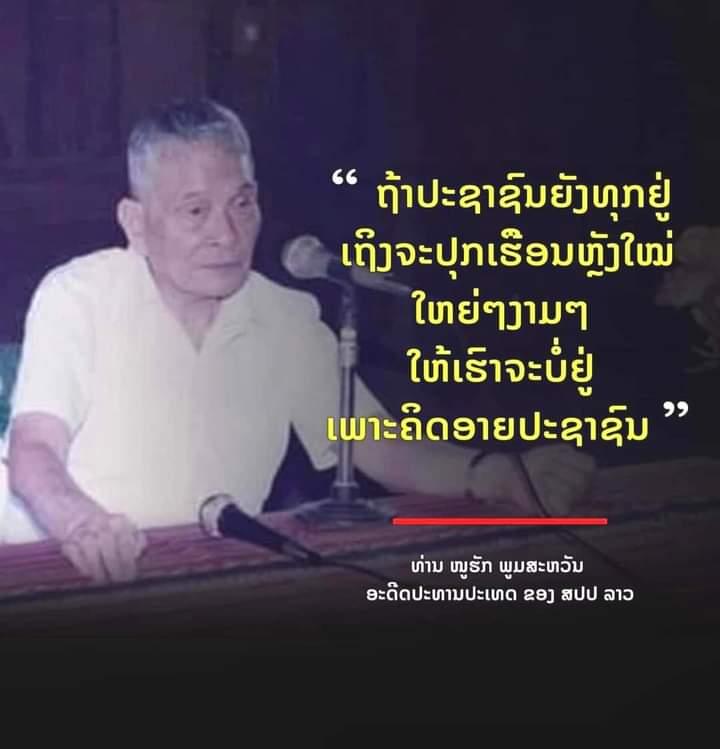 “ ຖ້າປະຊາຊົນຍັງທຸກຢູ່
ເຖິງຈະປຸກເຮືອນຫຼັງໃໝ່
ໃຫຍ່ໆງາມໆ
ໃຫ້ເຮົາຈະບໍ່ຢູ່
ເພາະຄິດອາຍປະຊາຊົນ ”
ທ່ານ ໜູຮັກ ພູມສະຫວັນ
ອະດີດປະທານປະເທດ ຂອງ ສປປ ລາວ